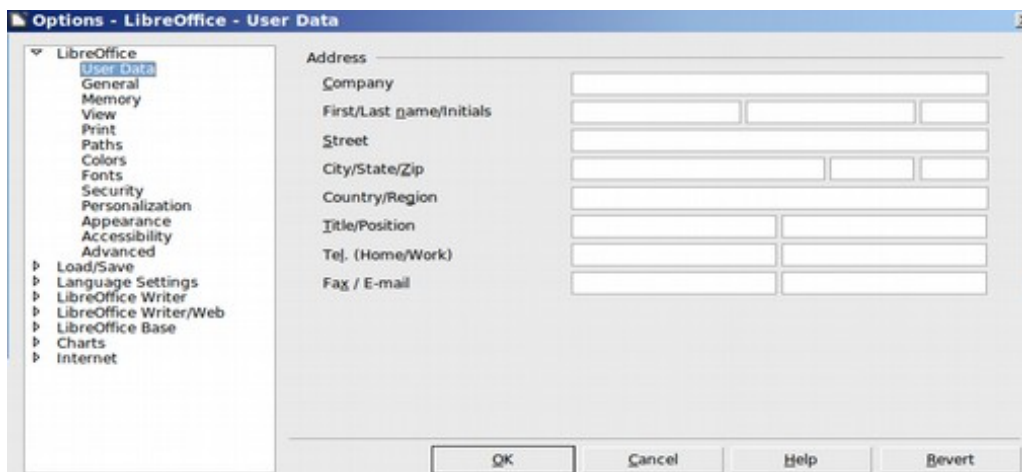 Options - LibreOffice - User Data
LibreOffice
User Data
General
Memory
View
Print
Paths
Colors
Fonts
Security
Personalization
Appearance
Accessibility
Advanced
Load/Save
Language Settings
LibreOffice Writer
LibreOffice Writer/Web
LibreOffice Base
Charts
Internet
Address
Company
First/Last name/Initials
Street
City/State/Zip
Country/Region
Title/Position
Tel. (Home/Work)
Fax / E-mail
OK Cancel Help Revert